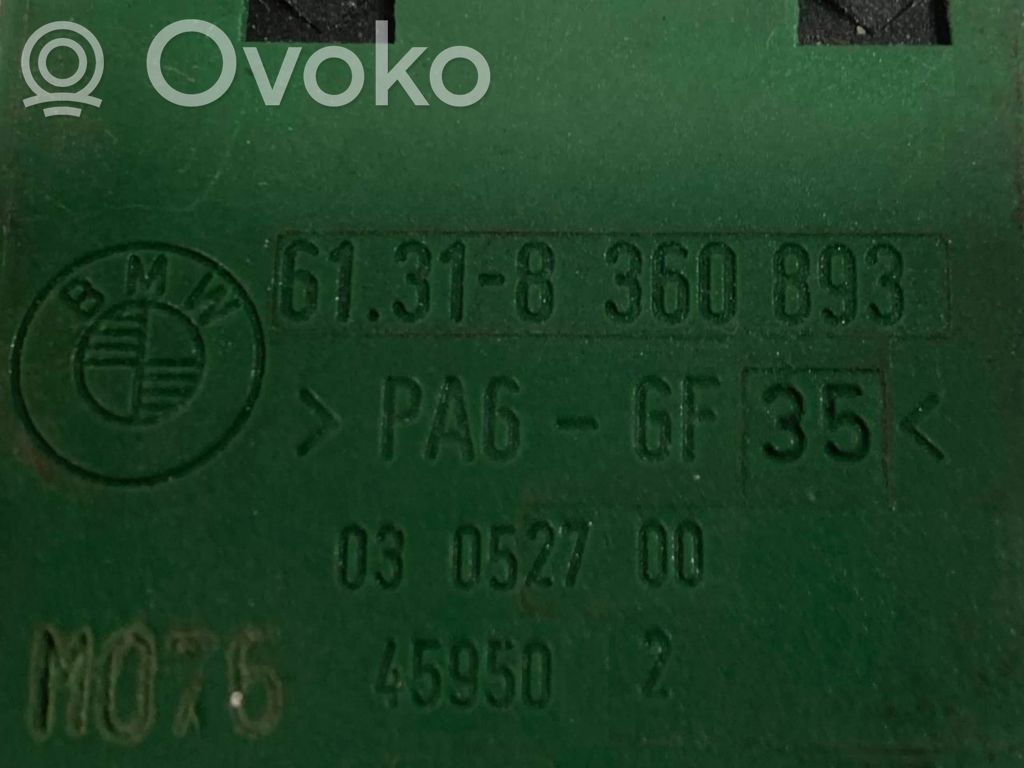 Ovoko
BMW
61.31-8 360 893
> PA6 - GF 35 <
03 0527 00
M076 45950 2